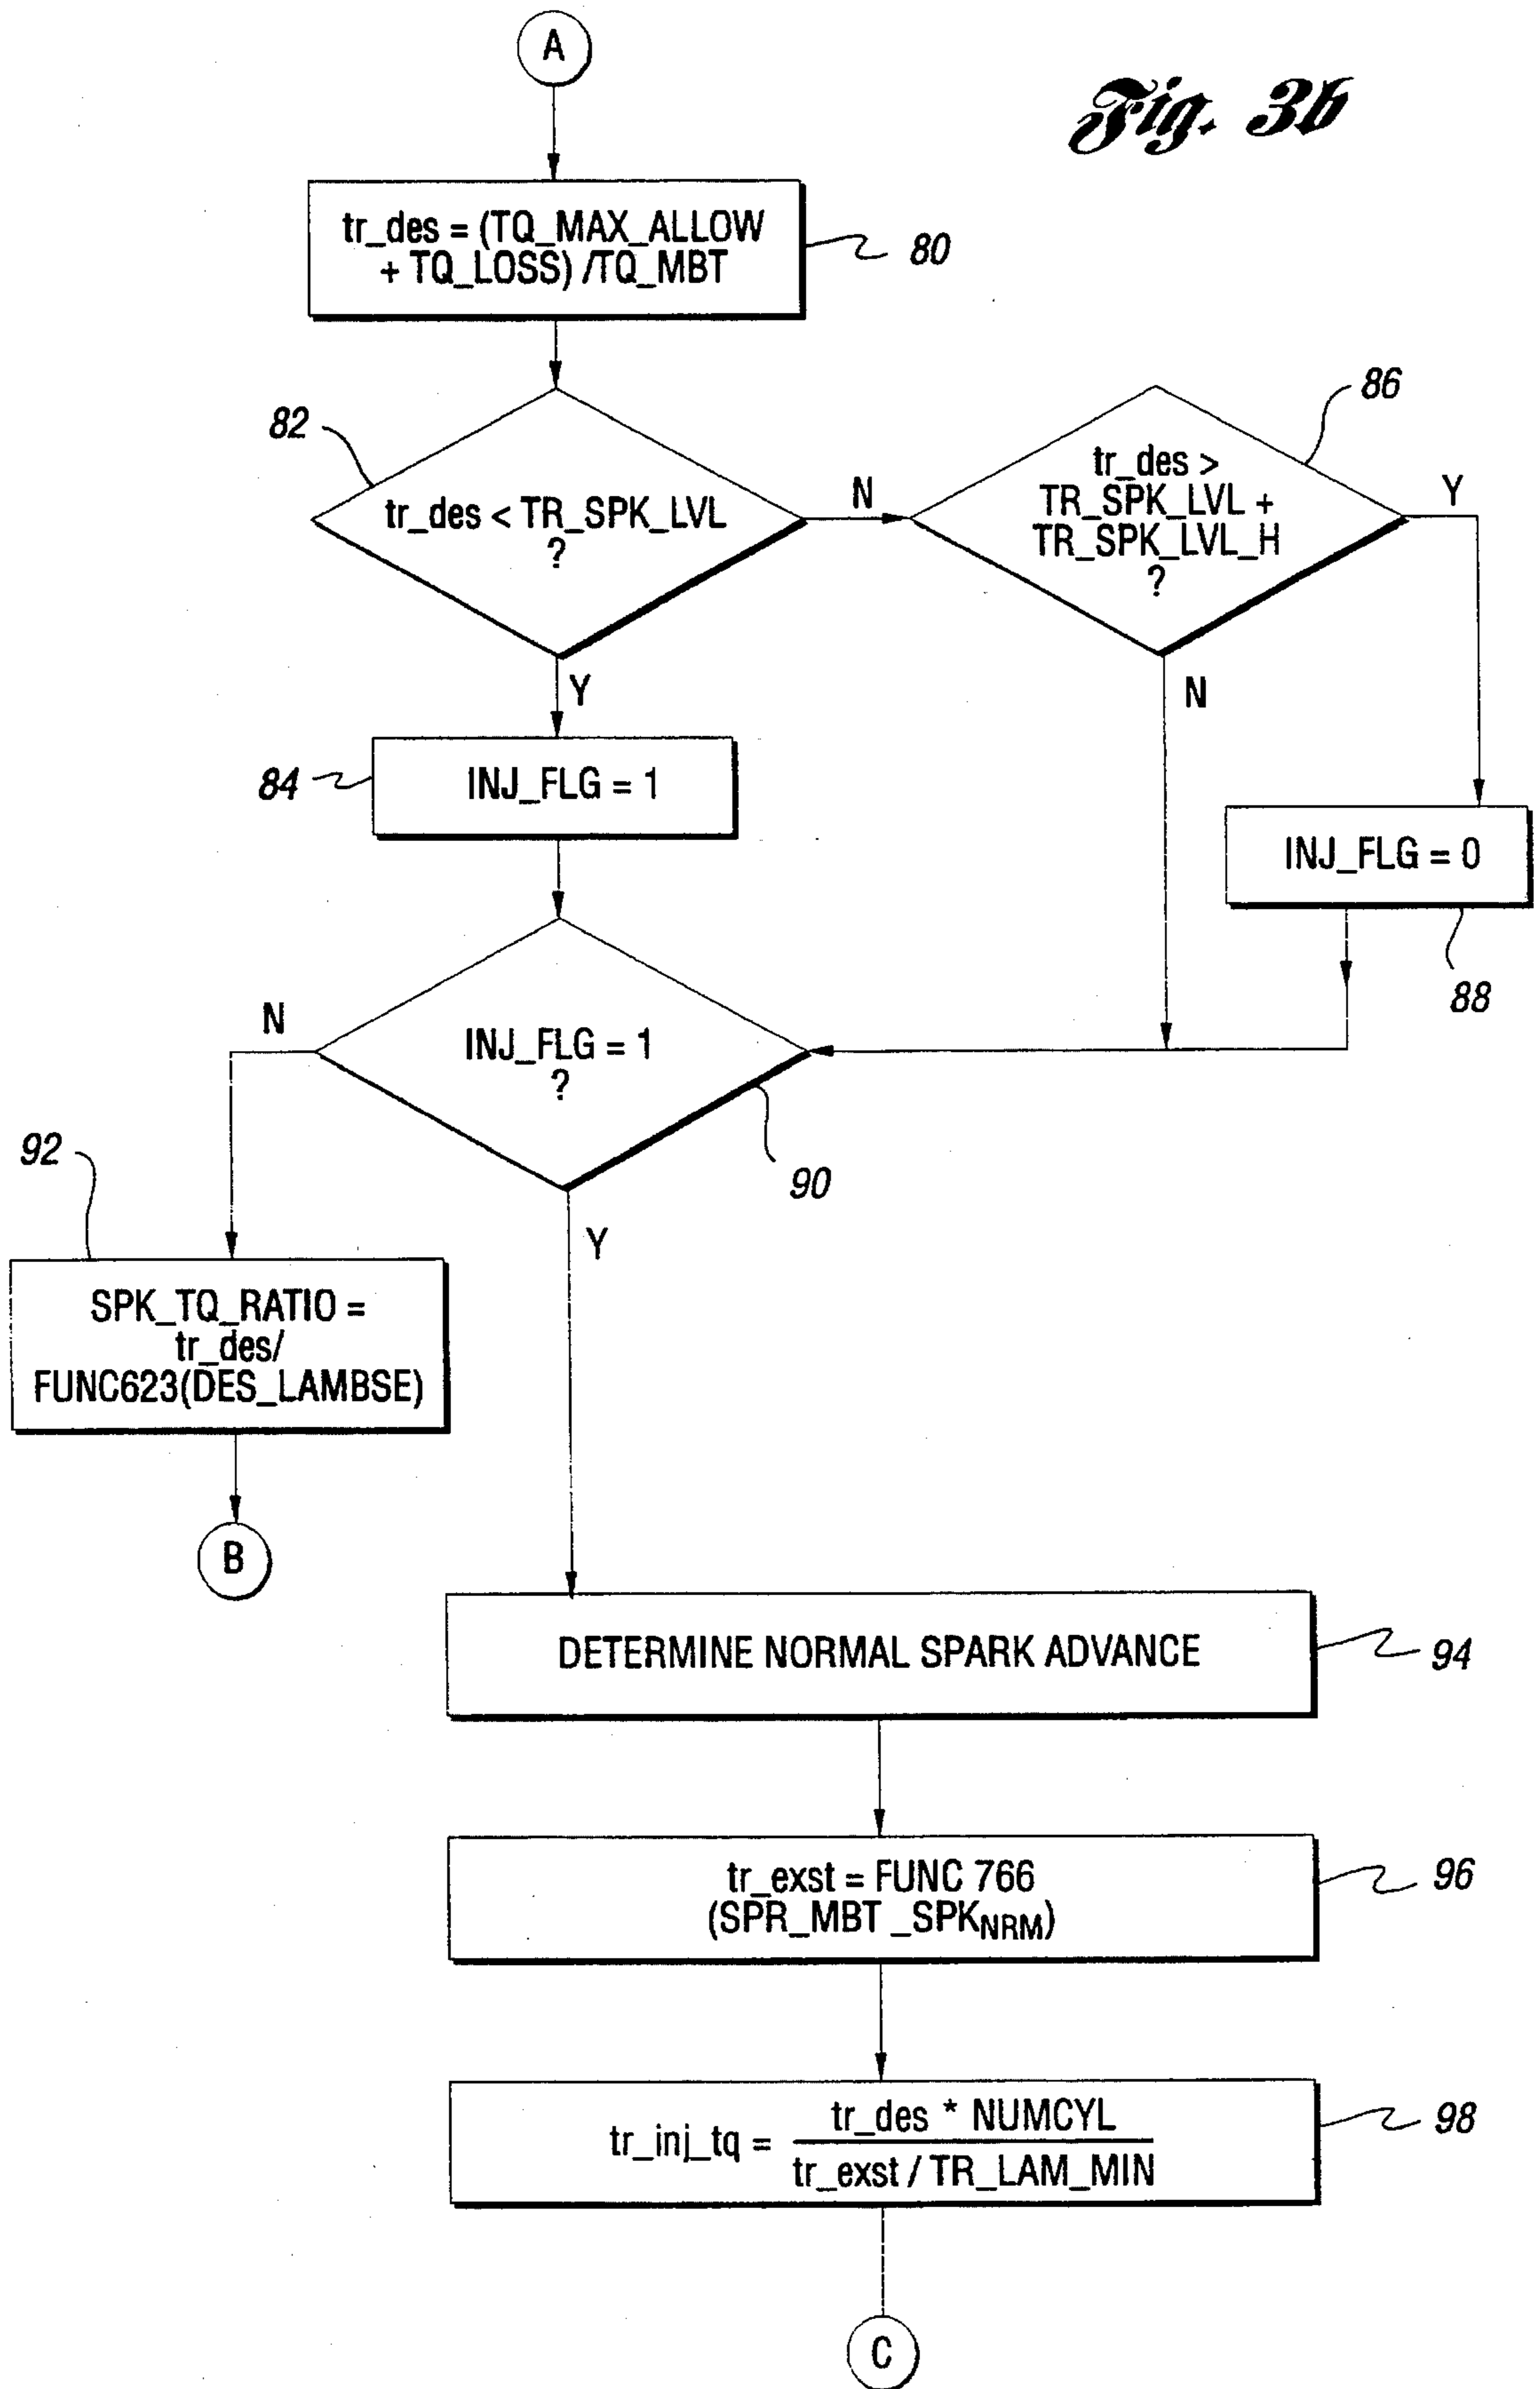 A
Fig. 3b
tr_des = (TQ_MAX_ALLOW
+ TQ_LOSS) /TQ_MBT
80
82
tr_des < TR_SPK_LVL
?
N
86
tr_des >
TR_SPK_LVL +
TR_SPK_LVL_H
?
Y
Y
N
84
INJ_FLG = 1
INJ_FLG = 0
88
N
INJ_FLG = 1
?
90
92
Y
SPK_TQ_RATIO =
tr_des/
FUNC623(DES_LAMBSE)
B
DETERMINE NORMAL SPARK ADVANCE
94
tr_exst = FUNC 766
(SPR_MBT _SPKNRM)
96
tr_des * NUMCYL
tr_inj_tq =
tr_exst / TR_LAM_MIN
98
C